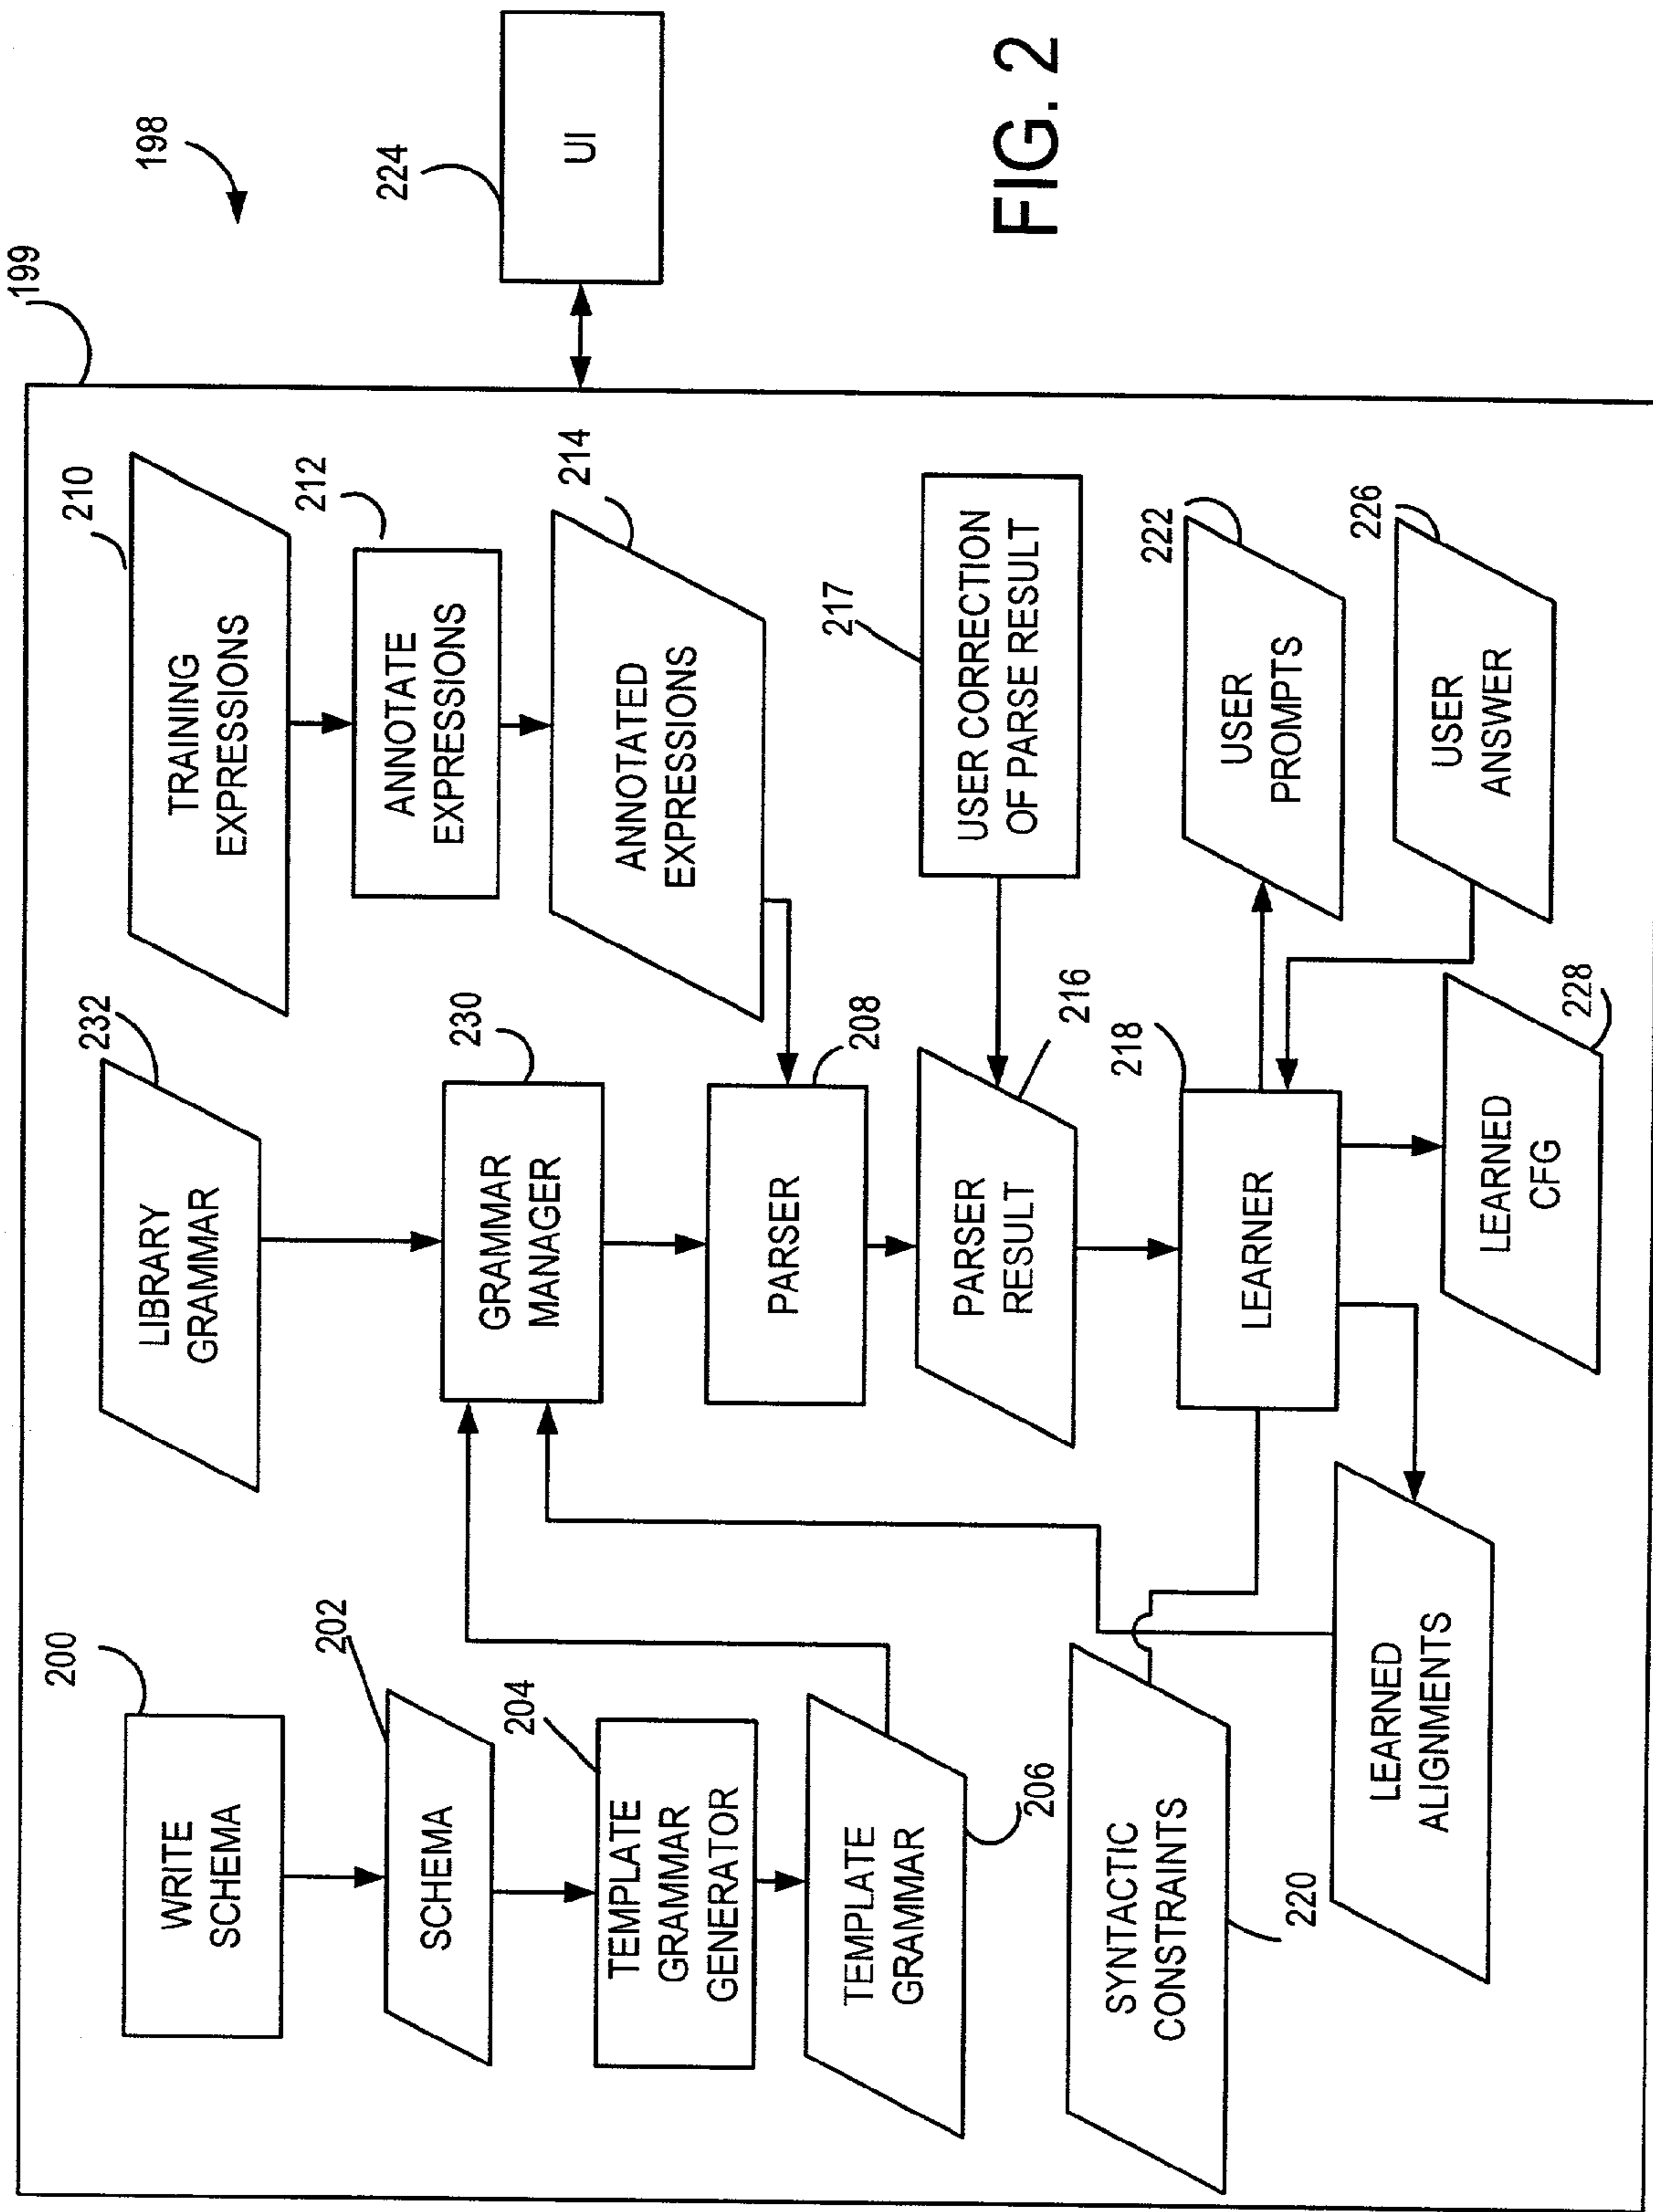 198
199
224
UI
FIG. 2
200
WRITE
SCHEMA
202
SCHEMA
204
TEMPLATE
GRAMMAR
GENERATOR
TEMPLATE
GRAMMAR
206
SYNTACTIC
CONSTRAINTS
220
LEARNED
ALIGNMENTS
232
LIBRARY
GRAMMAR
230
GRAMMAR
MANAGER
208
PARSER
PARSER
RESULT
216
218
LEARNER
LEARNED
CFG
228
210
TRAINING
EXPRESSIONS
212
ANNOTATE
EXPRESSIONS
214
ANNOTATED
EXPRESSIONS
217
USER CORRECTION
OF PARSE RESULT
222
USER
PROMPTS
226
USER
ANSWER